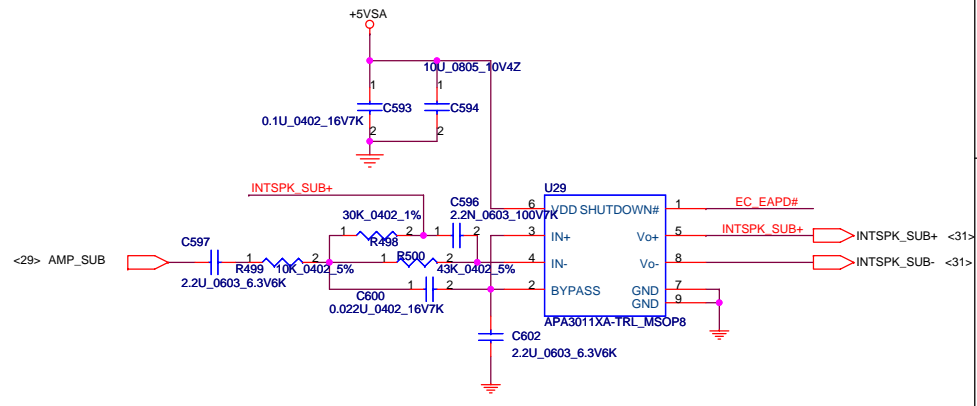 +5VSA
10U_0805_10V4Z
1
1
C593
C594
0.1U_0402_16V7K
2
2
INTSPK_SUB+
U29
C596
2.2N_0603_100V7K
30K_0402_1%
6
VDD
SHUTDOWN#
1
EC_EAPD#
1
2
1
2
R498
3
IN+
Vo+
5
INTSPK_SUB+
INTSPK_SUB+
<31>
C597
<29>
AMP_SUB
1
2
1
2
R499
10K_0402_5%
1
2
R500
43K_0402_5%
4
IN-
Vo-
8
INTSPK_SUB-
<31>
2.2U_0603_6.3V6K
C600
1
2
2
BYPASS
GND
7
GND
9
0.022U_0402_16V7K
APA3011XA-TRL_MSOP8
1
C602
2
2.2U_0603_6.3V6K